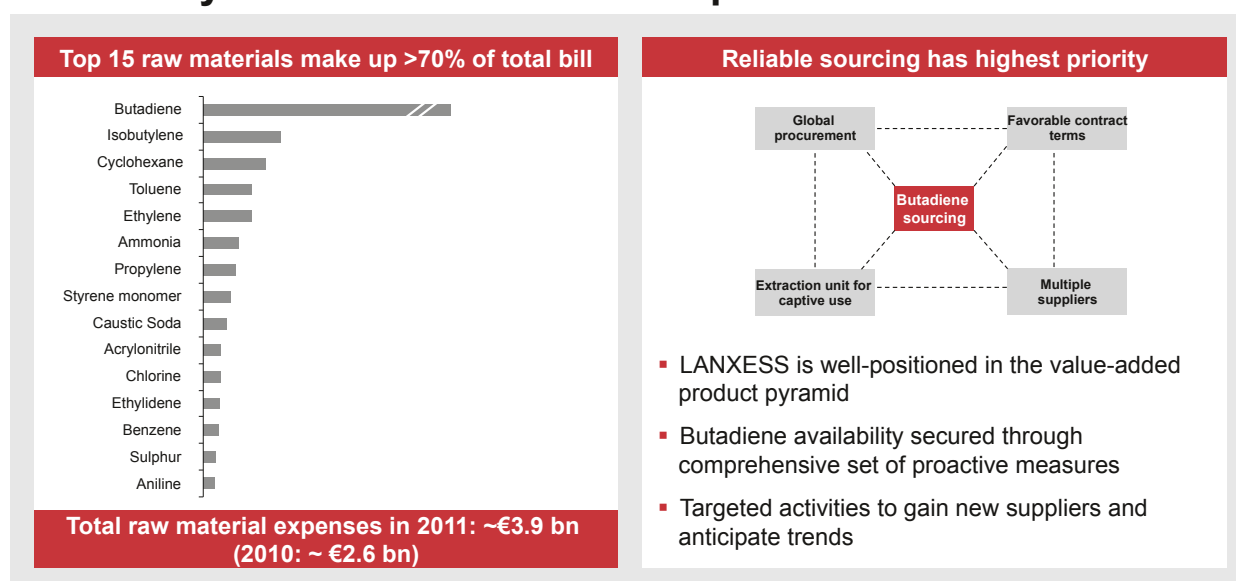 Top 15 raw materials make up >70% of total bill
Butadiene
Isobutylene
Cyclohexane
Toluene
Ethylene
Ammonia
Propylene
Styrene monomer
Caustic Soda
Acrylonitrile
Chlorine
Ethylidene
Benzene
Sulphur
Aniline
Total raw material expenses in 2011: ~€3.9 bn
(2010: ~ €2.6 bn)
Reliable sourcing has highest priority
Global
procurement
Favorable contract
terms
Butadiene
sourcing
Extraction unit for
captive use
Multiple
suppliers
▪ LANXESS is well-positioned in the value-added
product pyramid
▪ Butadiene availability secured through
comprehensive set of proactive measures
▪ Targeted activities to gain new suppliers and
anticipate trends